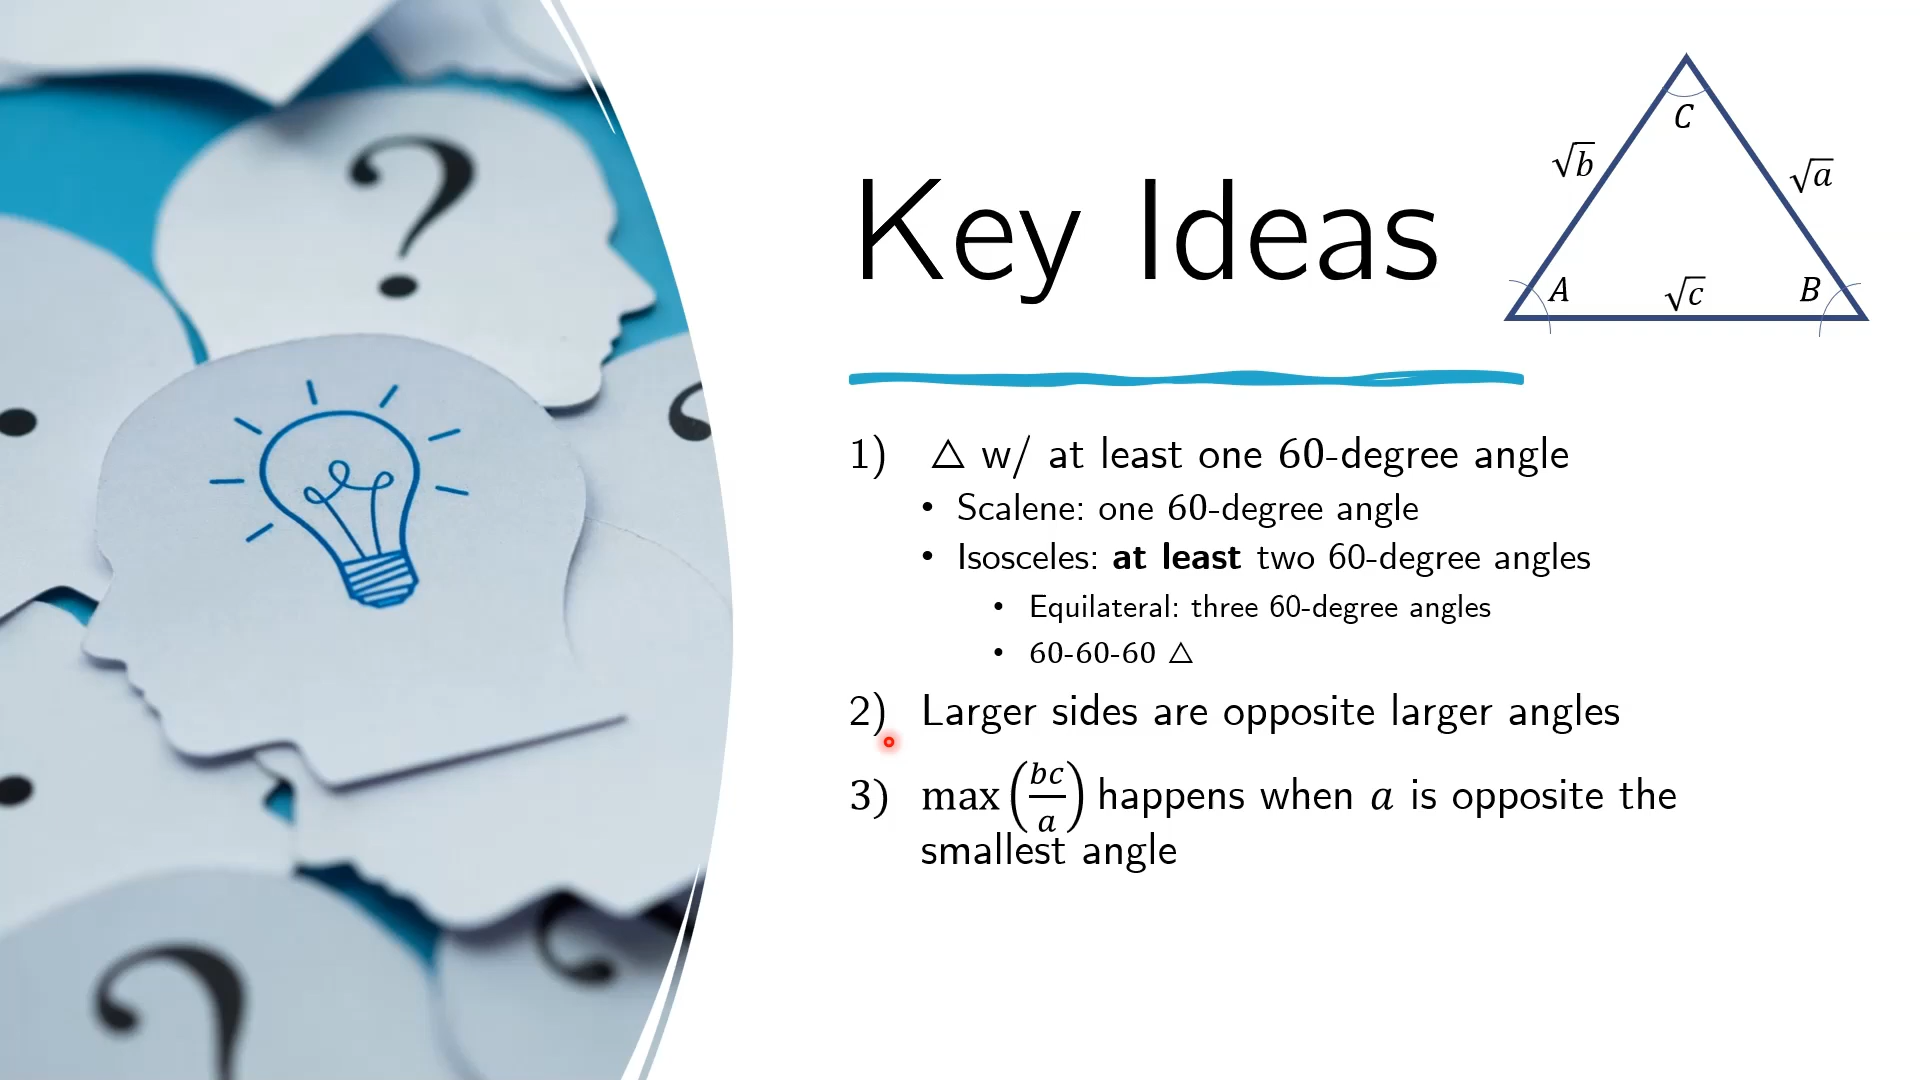 Key Ideas
C
√b
√a
A
√c
B
1) △ w/ at least one 60-degree angle
• Scalene: one 60-degree angle
• Isosceles: at least two 60-degree angles
• Equilateral: three 60-degree angles
• 60-60-60 △
2) Larger sides are opposite larger angles
3) max(bc/a) happens when a is opposite the
smallest angle
?
?